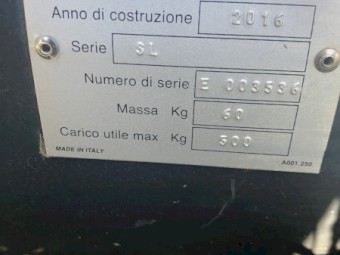 Anno di costruzione 2016
Serie SL
Numero di serie E 003536
Massa Kg 60
Carico utile max Kg 300
MADE IN ITALY A001.250